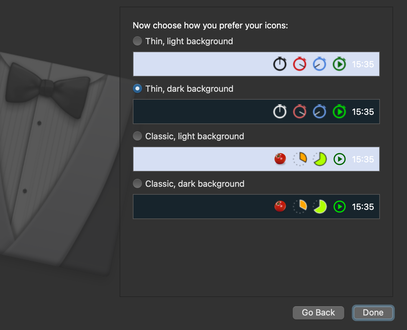 Now choose how you prefer your icons:
Thin, light background
15:35
Thin, dark background
15:35
Classic, light background
15:35
Classic, dark background
15:35
Go Back
Done